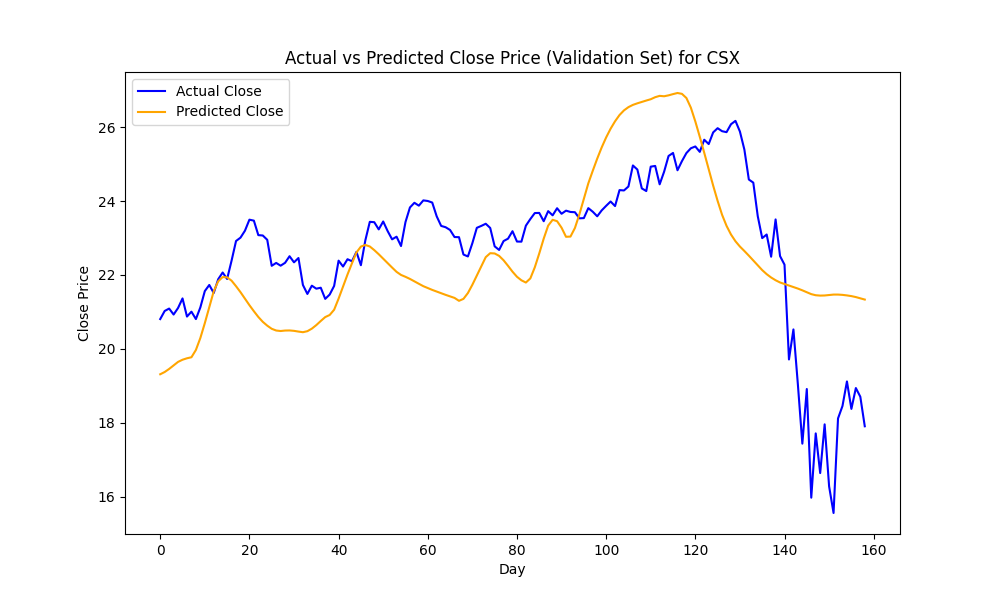 Actual vs Predicted Close Price (Validation Set) for CSX
Actual Close
Predicted Close
Close Price
26
24
22
20
18
16
0 20 40 60 80 100 120 140 160
Day